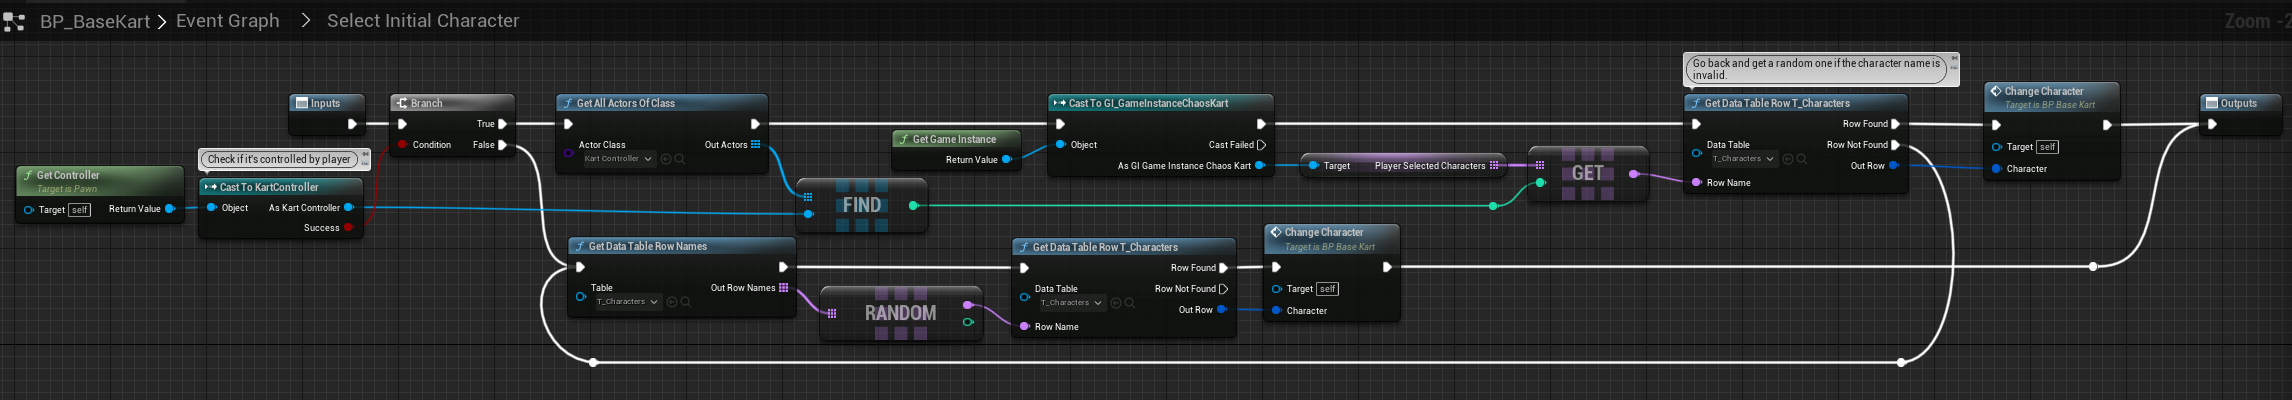 BP_BaseKart > Event Graph > Select Initial Character
Zoom -2
Inputs
Branch
True
Condition
False
Check if it's controlled by player
Get Controller
Target is Pawn
Target self
Return Value
Cast To KartController
Object
As Kart Controller
Success
Get All Actors Of Class
Actor Class
Kart Controller
Out Actors
FIND
Get Game Instance
Return Value
Cast To GI_GameInstanceChaosKart
Object
Cast Failed
As GI Game Instance Chaos Kart
Target
Player Selected Characters
GET
Go back and get a random one if the character name is
invalid.
Get Data Table Row T_Characters
Row Found
Data Table
T_Characters
Row Not Found
Out Row
Row Name
Change Character
Target is BP Base Kart
Target self
Character
Outputs
Get Data Table Row Names
Table
T_Characters
Out Row Names
RANDOM
Get Data Table Row T_Characters
Row Found
Data Table
T_Characters
Row Not Found
Out Row
Row Name
Change Character
Target is BP Base Kart
Target self
Character